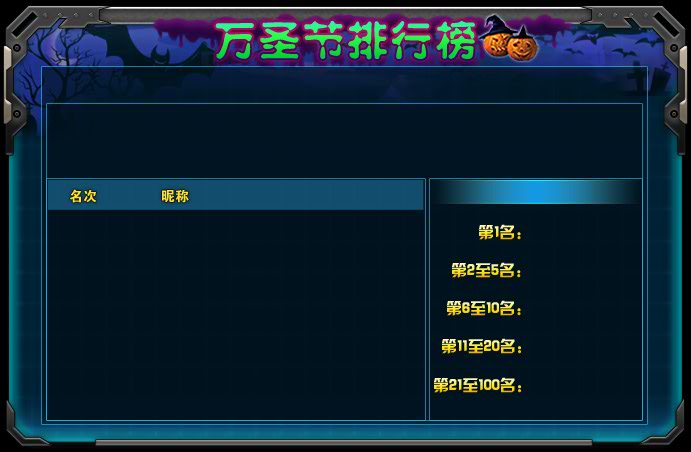 万圣节排行榜
名次 昵称
第1名：
第2至5名：
第6至10名：
第11至20名：
第21至100名：